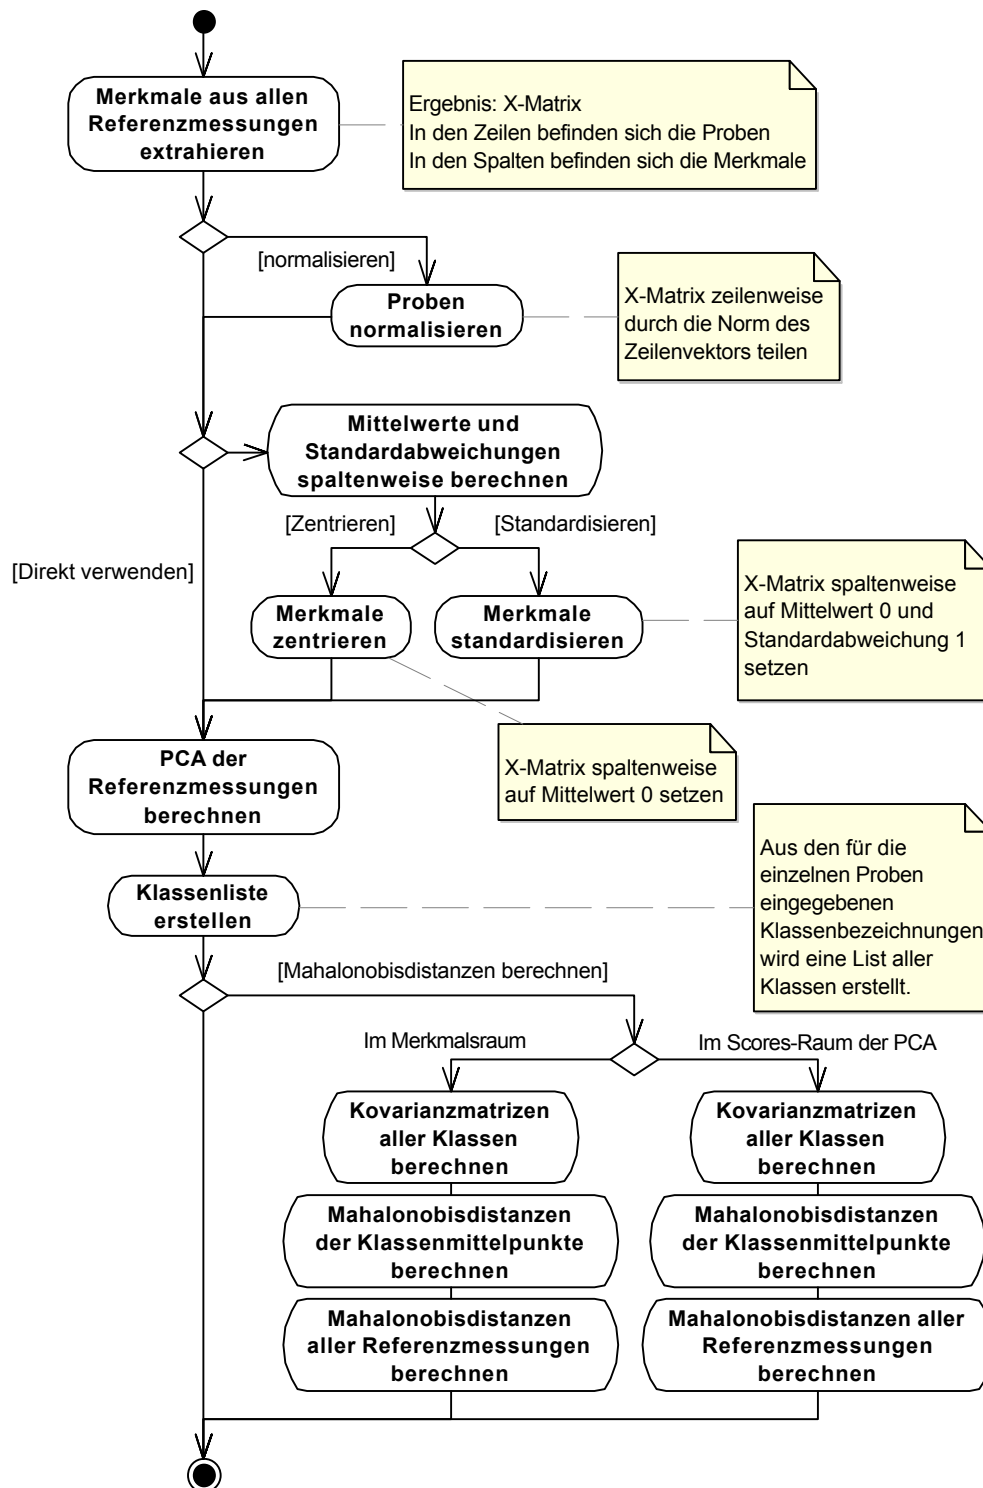 Merkmale aus allen
Referenzmessungen
extrahieren
Ergebnis: X-Matrix
In den Zeilen befinden sich die Proben
In den Spalten befinden sich die Merkmale
[normalisieren]
Proben
normalisieren
X-Matrix zeilenweise
durch die Norm des
Zeilenvektors teilen
Mittelwerte und
Standardabweichungen
spaltenweise berechnen
[Zentrieren]
[Standardisieren]
[Direkt verwenden]
Merkmale
zentrieren
Merkmale
standardisieren
X-Matrix spaltenweise
auf Mittelwert 0 und
Standardabweichung 1
setzen
X-Matrix spaltenweise
auf Mittelwert 0 setzen
PCA der
Referenzmessungen
berechnen
Klassenliste
erstellen
Aus den für die
einzelnen Proben
eingegebenen
Klassenbezeichnungen
wird eine List aller
Klassen erstellt.
[Mahalonobisdistanzen berechnen]
Im Merkmalsraum
Im Scores-Raum der PCA
Kovarianzmatrizen
aller Klassen
berechnen
Mahalonobisdistanzen
der Klassenmittelpunkte
berechnen
Mahalonobisdistanzen
aller Referenzmessungen
berechnen
Kovarianzmatrizen
aller Klassen
berechnen
Mahalonobisdistanzen
der Klassenmittelpunkte
berechnen
Mahalonobisdistanzen aller
Referenzmessungen
berechnen